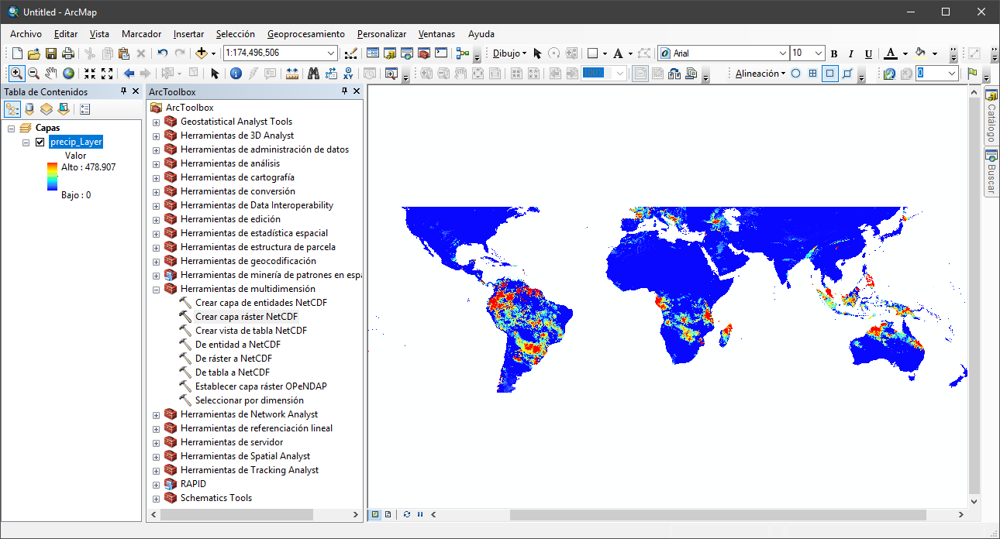 Untitled - ArcMap
Archivo Editar Vista Marcador Insertar Selección Geoprocesamiento Personalizar Ventanas Ayuda
1:174,496,506 Dibujo A Arial 10 B I U A
100% Alineación 0
Tabla de Contenidos
Capas
precip_Layer
Valor
Alto : 478.907
Bajo : 0
ArcToolbox
ArcToolbox
Geostatistical Analyst Tools
Herramientas de 3D Analyst
Herramientas de administración de datos
Herramientas de análisis
Herramientas de cartografía
Herramientas de conversión
Herramientas de Data Interoperability
Herramientas de edición
Herramientas de estadística espacial
Herramientas de estructura de parcela
Herramientas de geocodificación
Herramientas de minería de patrones en espa
Herramientas de multidimensión
Crear capa de entidades NetCDF
Crear capa ráster NetCDF
Crear vista de tabla NetCDF
De entidad a NetCDF
De ráster a NetCDF
De tabla a NetCDF
Establecer capa ráster OPeNDAP
Seleccionar por dimensión
Herramientas de Network Analyst
Herramientas de referenciación lineal
Herramientas de servidor
Herramientas de Spatial Analyst
Herramientas de Tracking Analyst
RAPID
Schematics Tools
Catálogo
Buscar